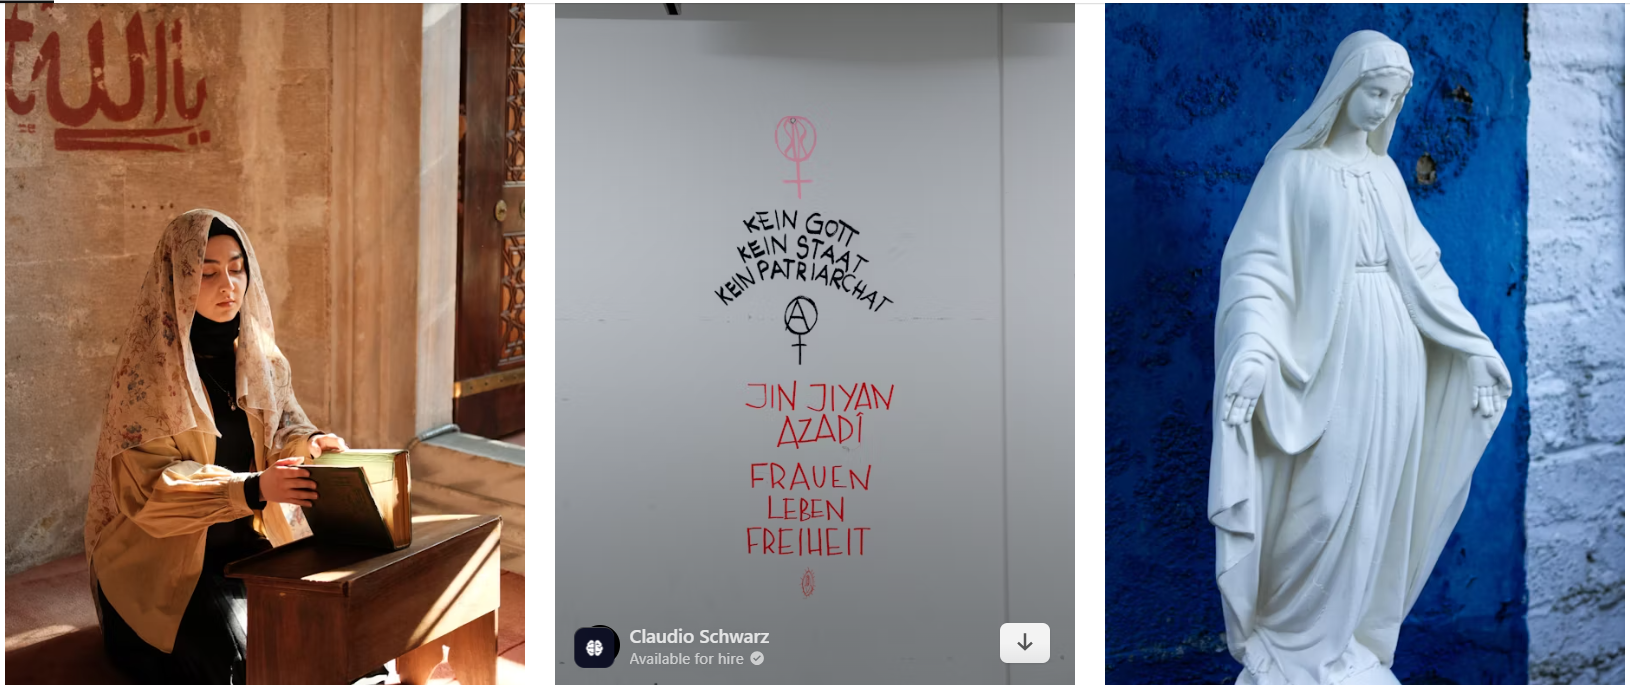 يا الله
KEIN GOTT
KEIN STAAT
KEIN PATRIARCHAT
A
JIN JIYAN
AZADÎ
FRAUEN
LEBEN
FREIHEIT
Claudio Schwarz
Available for hire